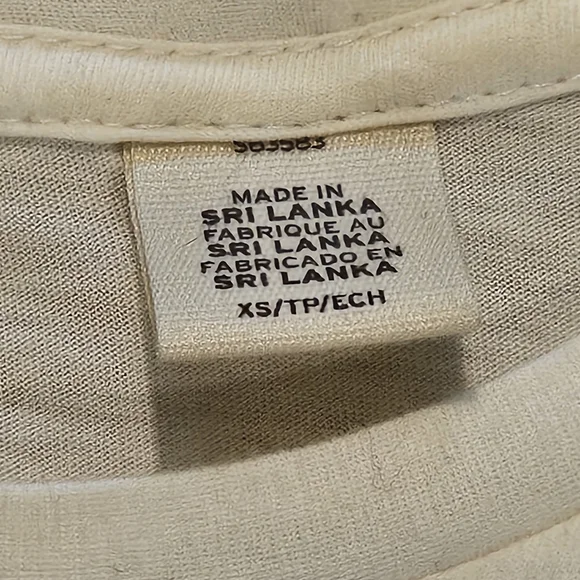 MADE IN
SRI LANKA
FABRIQUE AU
SRI LANKA
FABRICADO EN
SRI LANKA
XS/TP/ECH